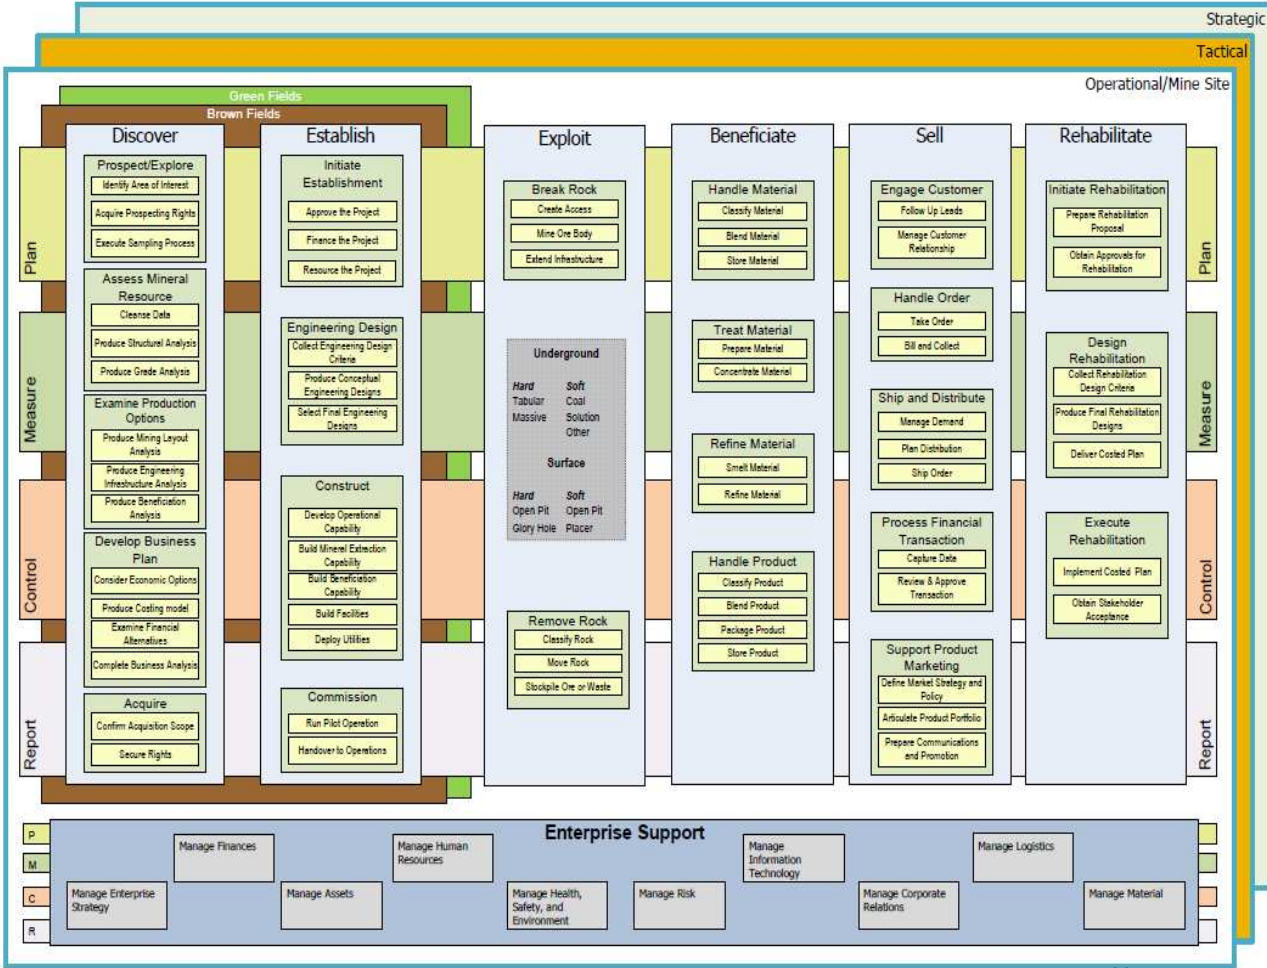 Strategic
Tactical
Operational/Mine Site
Green Fields
Brown Fields
Plan
Measure
Control
Report
Discover
Prospect/Explore
Identify Area of Interest
Acquire Prospecting Rights
Execute Sampling Process
Assess Mineral
Resource
Cleanse Data
Produce Structural Analysis
Produce Grade Analysis
Examine Production
Options
Produce Mining Layout
Analysis
Produce Engineering
Infrastructure Analysis
Produce Beneficiation
Analysis
Develop Business
Plan
Consider Economic Options
Produce Costing model
Examine Financial
Alternatives
Complete Business Analysis
Acquire
Confirm Acquisition Scope
Secure Rights
Establish
Initiate
Establishment
Approve the Project
Finance the Project
Resource the Project
Engineering Design
Collect Engineering Design
Criteria
Produce Conceptual
Engineering Designs
Select Final Engineering
Designs
Construct
Develop Operational
Capability
Build Mineral Extraction
Capability
Build Beneficiation
Capability
Build Facilities
Deploy Utilities
Commission
Run Pilot Operation
Handover to Operations
Exploit
Break Rock
Create Access
Mine Ore Body
Extend Infrastructure
Underground
Hard Soft
Tabular Coal
Massive Solution
Other
Surface
Hard Soft
Open Pit Open Pit
Glory Hole Placer
Remove Rock
Classify Rock
Move Rock
Stockpile Ore or Waste
Beneficiate
Handle Material
Classify Material
Blend Material
Store Material
Treat Material
Prepare Material
Concentrate Material
Refine Material
Smelt Material
Refine Material
Handle Product
Classify Product
Blend Product
Package Product
Store Product
Sell
Engage Customer
Follow Up Leads
Manage Customer
Relationship
Handle Order
Take Order
Bill and Collect
Ship and Distribute
Manage Demand
Plan Distribution
Ship Order
Process Financial
Transaction
Capture Data
Review & Approve
Transaction
Support Product
Marketing
Define Market Strategy and
Policy
Articulate Product Portfolio
Prepare Communications
and Promotion
Rehabilitate
Initiate Rehabilitation
Prepare Rehabilitation
Proposal
Obtain Approvals for
Rehabilitation
Design
Rehabilitation
Collect Rehabilitation
Design Criteria
Produce Final Rehabilitation
Designs
Deliver Costed Plan
Execute
Rehabilitation
Implement Costed Plan
Obtain Stakeholder
Acceptance
Plan
Measure
Control
Report
P
M
C
R
Enterprise Support
Manage Enterprise
Strategy
Manage Finances
Manage Assets
Manage Human
Resources
Manage Health,
Safety, and
Environment
Manage Risk
Manage
Information
Technology
Manage Corporate
Relations
Manage Logistics
Manage Material